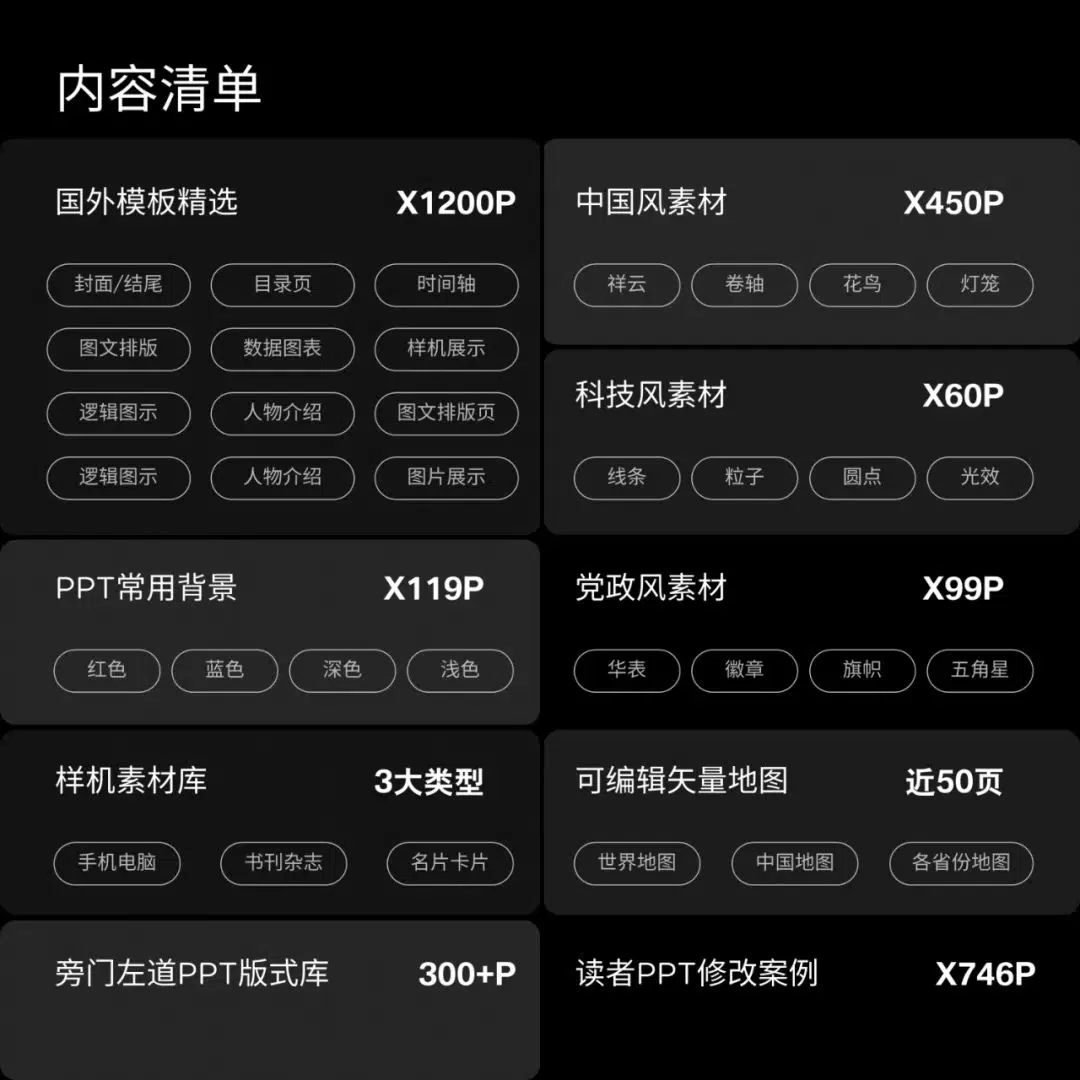 内容清单
国外模板精选 X1200P
封面/结尾 目录页 时间轴
图文排版 数据图表 样机展示
逻辑图示 人物介绍 图文排版页
逻辑图示 人物介绍 图片展示
中国风素材 X450P
祥云 卷轴 花鸟 灯笼
科技风素材 X60P
线条 粒子 圆点 光效
PPT常用背景 X119P
红色 蓝色 深色 浅色
党政风素材 X99P
华表 徽章 旗帜 五角星
样机素材库 3大类型
手机电脑 书刊杂志 名片卡片
可编辑矢量地图 近50页
世界地图 中国地图 各省份地图
旁门左道PPT版式库 300+P
读者PPT修改案例 X746P